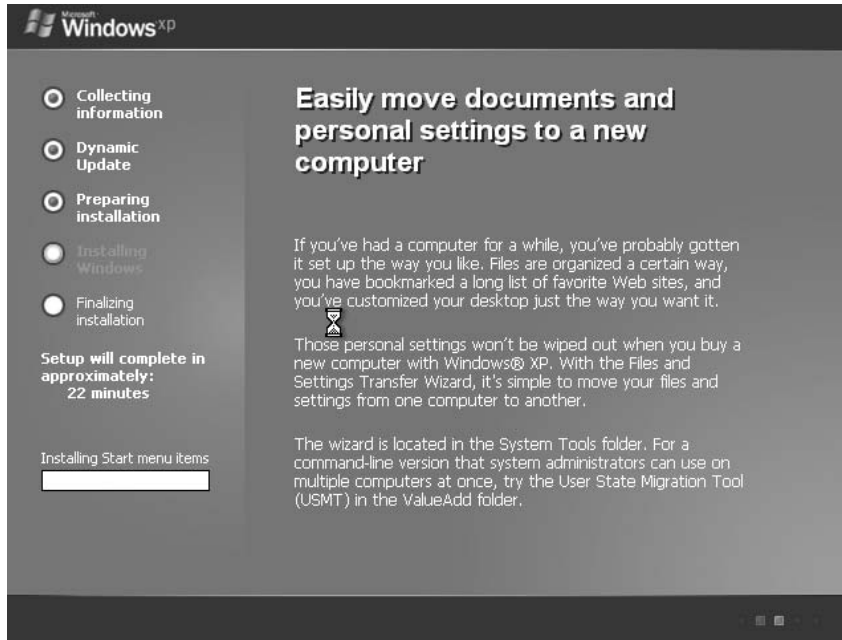 Microsoft
Windows xp
Collecting
information
Dynamic
Update
Preparing
installation
Installing
Windows
Finalizing
installation
Setup will complete in
approximately:
22 minutes
Installing Start menu items
Easily move documents and
personal settings to a new
computer
If you've had a computer for a while, you've probably gotten
it set up the way you like. Files are organized a certain way,
you have bookmarked a long list of favorite Web sites, and
you've customized your desktop just the way you want it.
Those personal settings won't be wiped out when you buy a
new computer with Windows® XP. With the Files and
Settings Transfer Wizard, it's simple to move your files and
settings from one computer to another.
The wizard is located in the System Tools folder. For a
command-line version that system administrators can use on
multiple computers at once, try the User State Migration Tool
(USMT) in the ValueAdd folder.